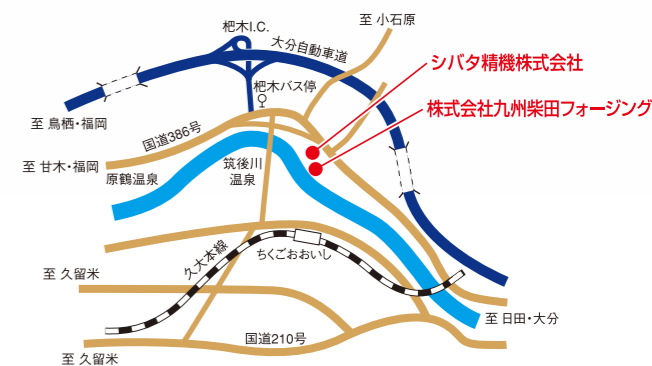 至 小石原
杷木I.C.
大分自動車道
シバタ精機株式会社
杷木バス停
株式会社九州柴田フォージング
至 鳥栖・福岡
国道386号
至 甘木・福岡
原鶴温泉
筑後川
温泉
久大本線
ちくごおおいし
至 久留米
至 日田・大分
国道210号
至 久留米